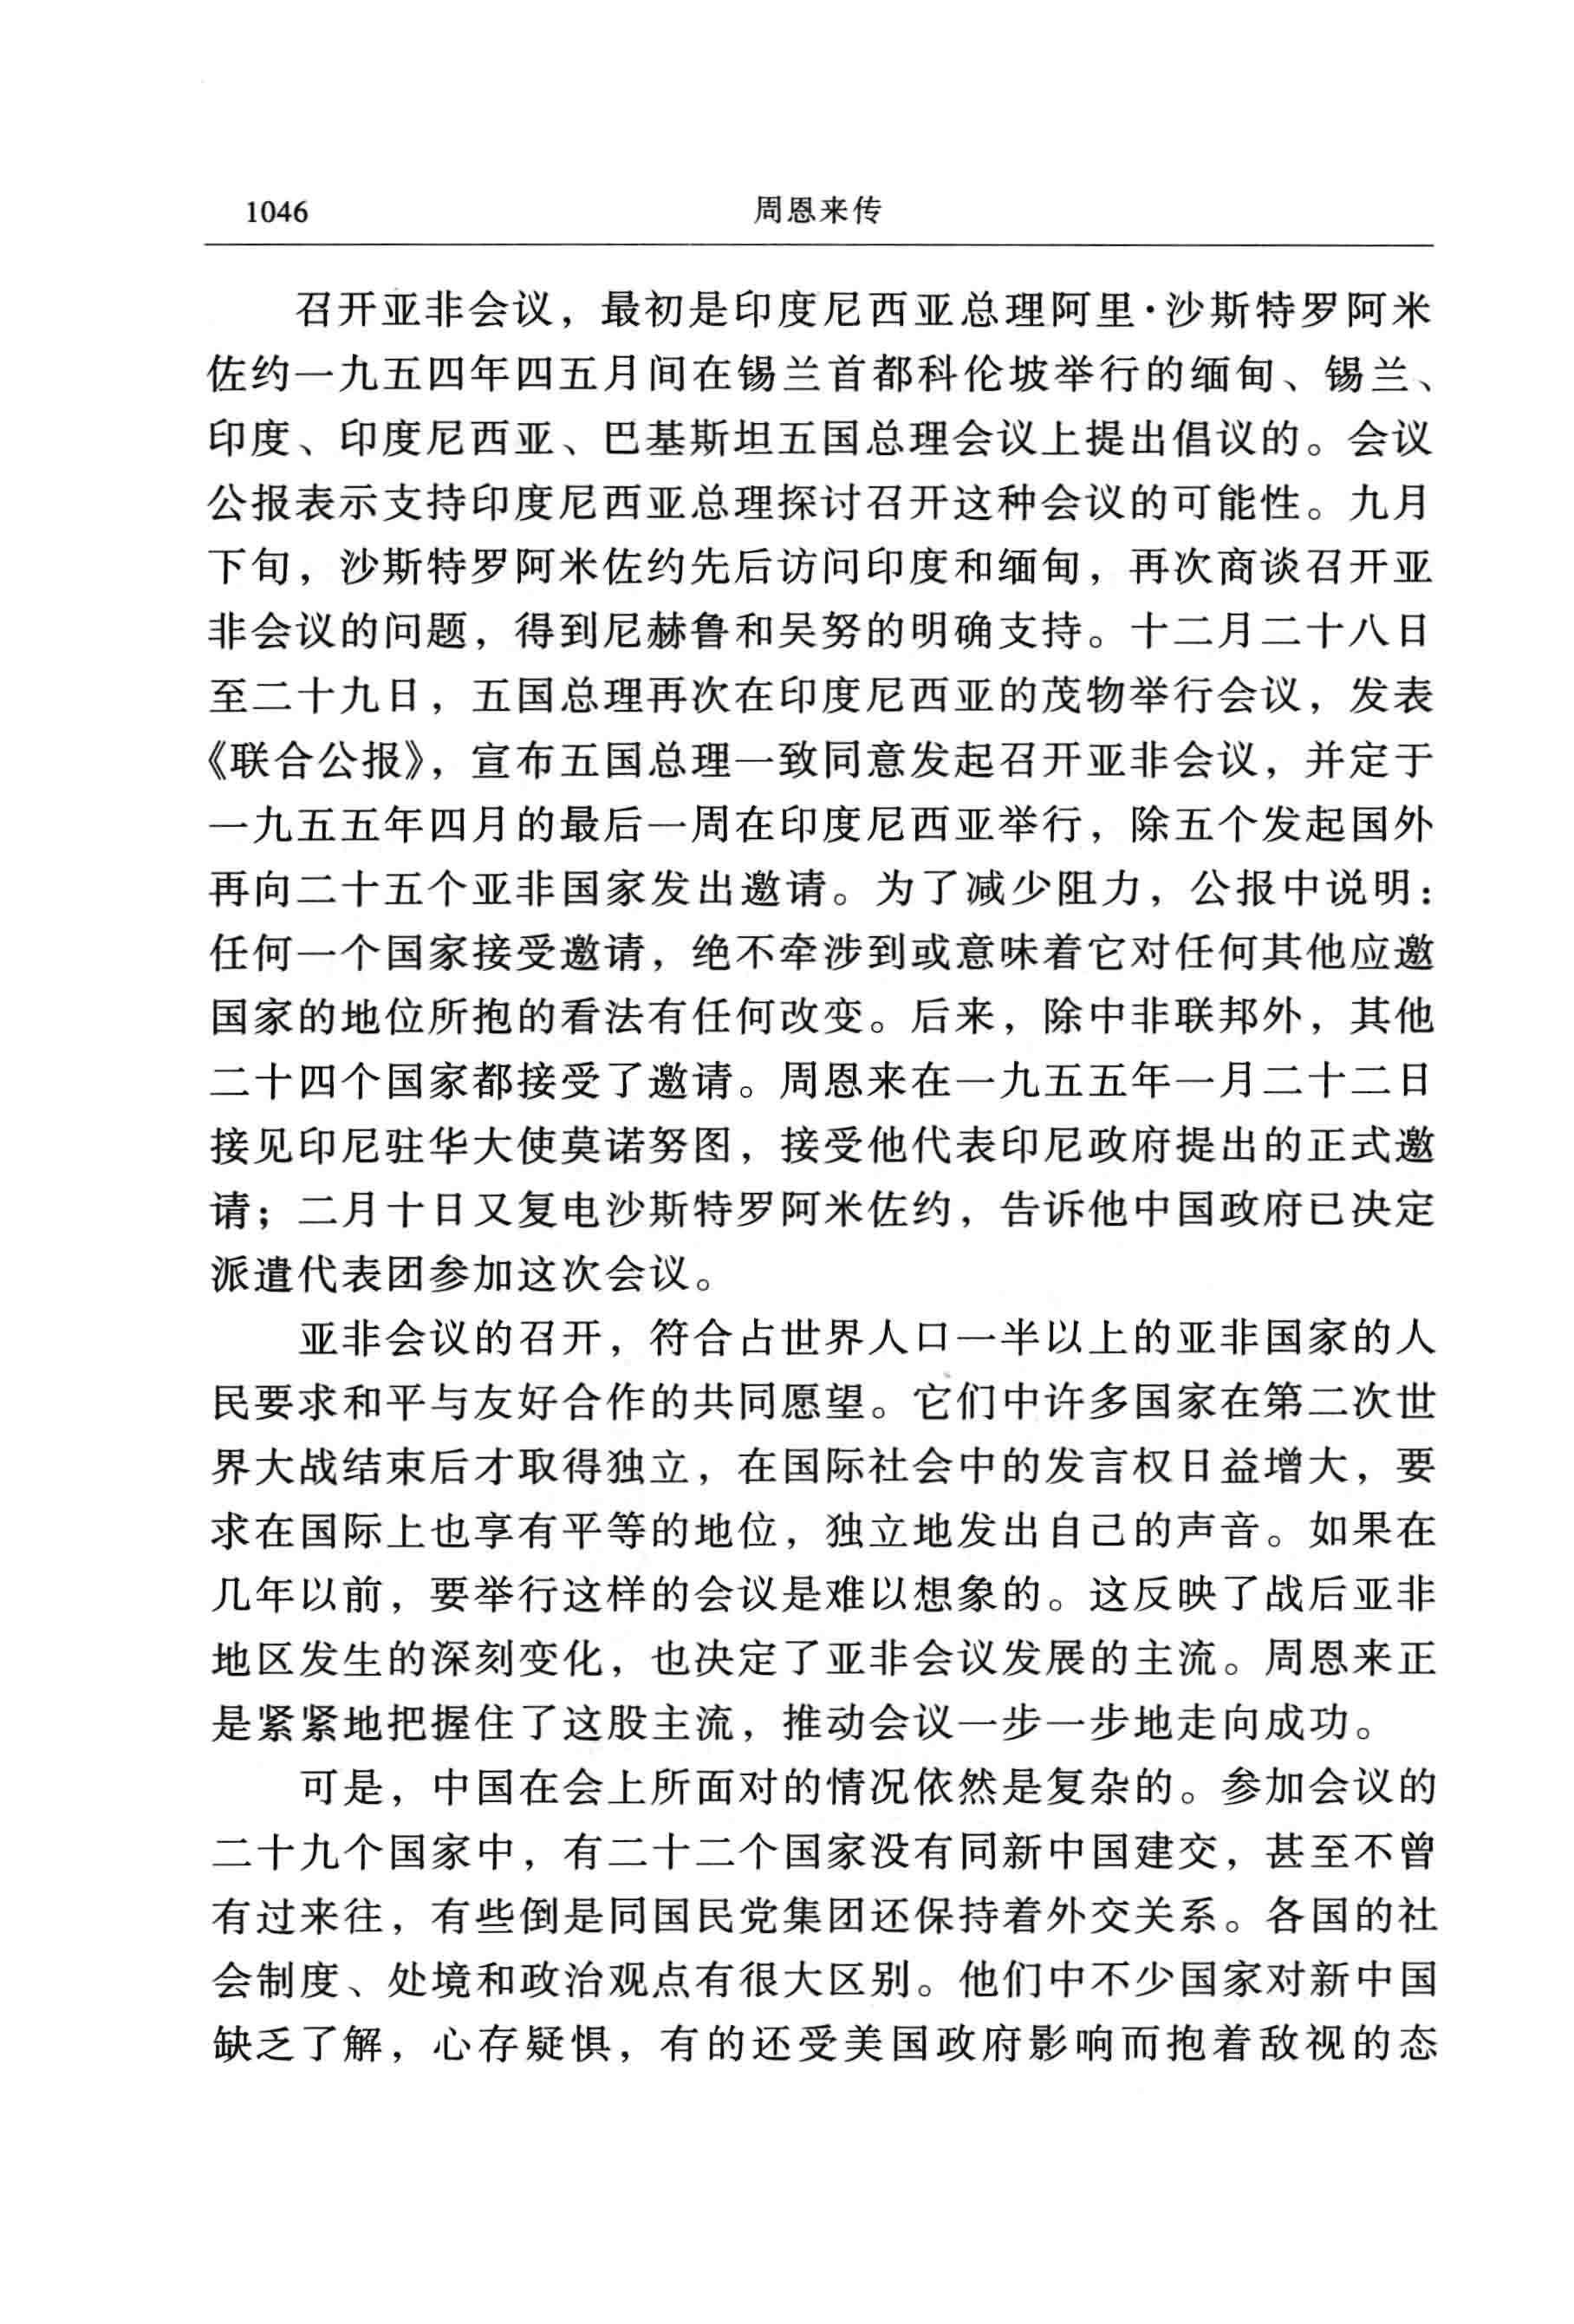 1046
周恩来传
召开亚非会议，最初是印度尼西亚总理阿里·沙斯特罗阿米
佐约一九五四年四五月间在锡兰首都科伦坡举行的缅甸、锡兰、
印度、印度尼西亚、巴基斯坦五国总理会议上提出倡议的。会议
公报表示支持印度尼西亚总理探讨召开这种会议的可能性。九月
下旬，沙斯特罗阿米佐约先后访问印度和缅甸，再次商谈召开亚
非会议的问题，得到尼赫鲁和吴努的明确支持。十二月二十八日
至二十九日，五国总理再次在印度尼西亚的茂物举行会议，发表
《联合公报》，宣布五国总理一致同意发起召开亚非会议，并定于
一九五五年四月的最后一周在印度尼西亚举行，除五个发起国外
再向二十五个亚非国家发出邀请。为了减少阻力，公报中说明：
任何一个国家接受邀请，绝不牵涉到或意味着它对任何其他应邀
国家的地位所抱的看法有任何改变。后来，除中非联邦外，其他
二十四个国家都接受了邀请。周恩来在一九五五年一月二十二日
接见印尼驻华大使莫诺努图，接受他代表印尼政府提出的正式邀
请；二月十日又复电沙斯特罗阿米佐约，告诉他中国政府已决定
派遣代表团参加这次会议。
亚非会议的召开，符合占世界人口一半以上的亚非国家的人
民要求和平与友好合作的共同愿望。它们中许多国家在第二次世
界大战结束后才取得独立，在国际社会中的发言权日益增大，要
求在国际上也享有平等的地位，独立地发出自己的声音。如果在
几年以前，要举行这样的会议是难以想象的。这反映了战后亚非
地区发生的深刻变化，也决定了亚非会议发展的主流。周恩来正
是紧紧地把握住了这股主流，推动会议一步一步地走向成功。
可是，中国在会上所面对的情况依然是复杂的。参加会议的
二十九个国家中，有二十二个国家没有同新中国建交，甚至不曾
有过来往，有些倒是同国民党集团还保持着外交关系。各国的社
会制度、处境和政治观点有很大区别。他们中不少国家对新中国
缺乏了解，心存疑惧，有的还受美国政府影响而抱着敌视的态